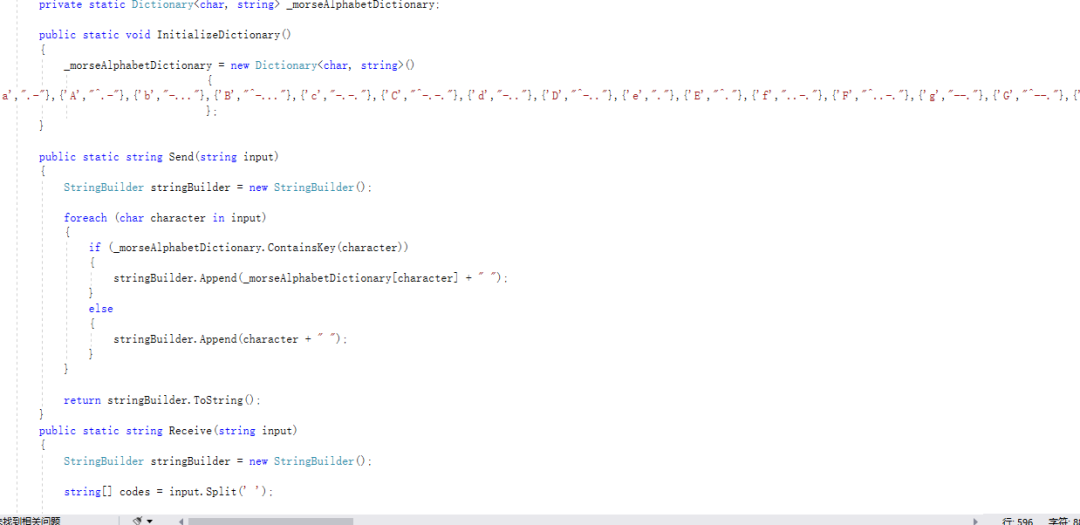 private static Dictionary<char, string> _morseAlphabetDictionary;
public static void InitializeDictionary()
{
_morseAlphabetDictionary = new Dictionary<char, string>()
{
a',".-"},{'A',"^.-"},{'b',"-..."},{'B',"^-..."},{'c',"-.-."},{'C',"^-.-."},{'d',"-.."},{'D',"^-.."},{'e',"."},{'E',"^."},{'f',"..-."},{'F',"^..-."},{'g',"--."},{'G',"^--."},{'
};
}
public static string Send(string input)
{
StringBuilder stringBuilder = new StringBuilder();
foreach (char character in input)
{
if (_morseAlphabetDictionary.ContainsKey(character))
{
stringBuilder.Append(_morseAlphabetDictionary[character] + " ");
}
else
{
stringBuilder.Append(character + " ");
}
}
return stringBuilder.ToString();
}
public static string Receive(string input)
{
StringBuilder stringBuilder = new StringBuilder();
string[] codes = input.Split(' ');
找到相关问题
行: 596 字符: 8